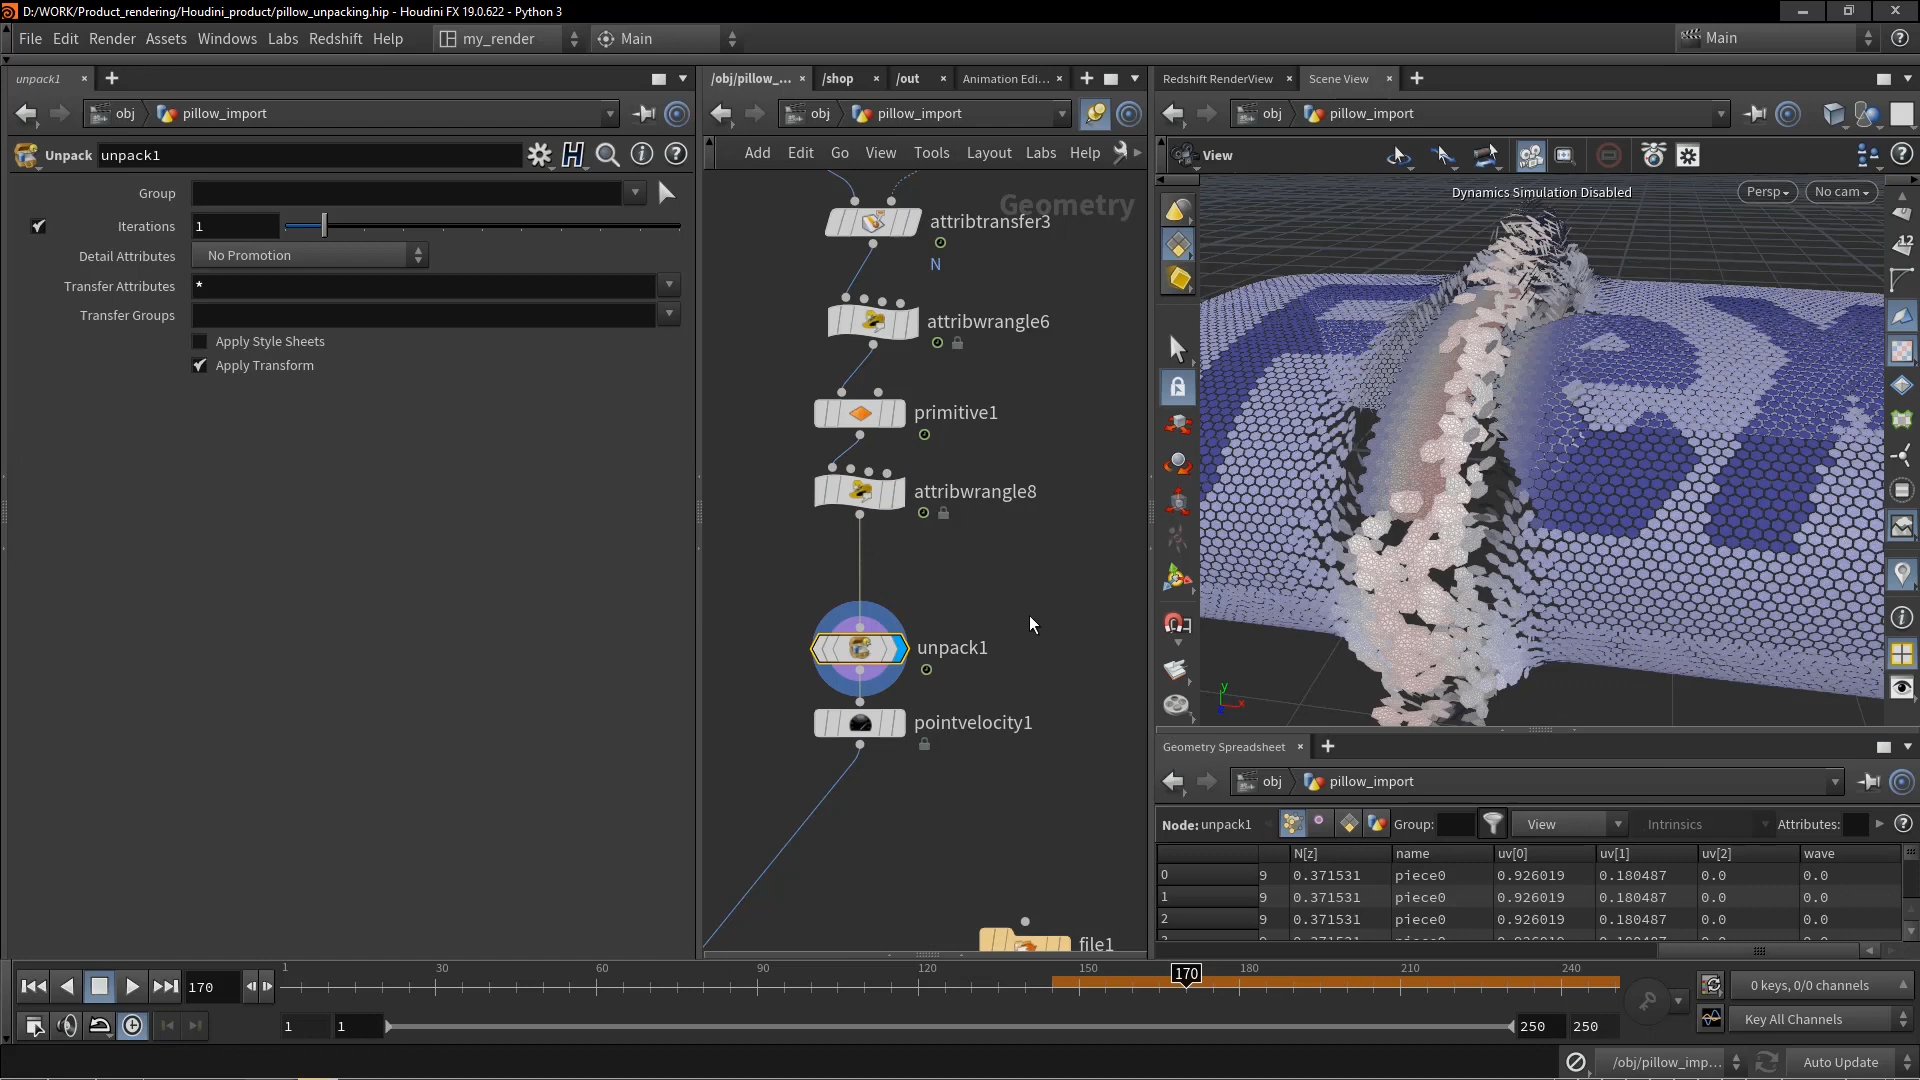 D:/WORK/Product_rendering/Houdini_product/pillow_unpacking.hip - Houdini FX 19.0.622 - Python 3
File Edit Render Assets Windows Labs Redshift Help my_render Main Main
unpack1
obj pillow_import
Unpack unpack1
Group
Iterations 1
Detail Attributes No Promotion
Transfer Attributes *
Transfer Groups
Apply Style Sheets
Apply Transform
/obj/pillow_... /shop /out Animation Edi...
obj pillow_import
Add Edit Go View Tools Layout Labs Help
Geometry
attribtransfer3
N
attribwrangle6
primitive1
attribwrangle8
unpack1
pointvelocity1
file1
Redshift RenderView Scene View
obj pillow_import
View
Dynamics Simulation Disabled Persp No cam
12
y
x
Geometry Spreadsheet
obj pillow_import
Node: unpack1 Group: View Intrinsics Attributes:
N[z] name uv[0] uv[1] uv[2] wave
0 9 0.371531 piece0 0.926019 0.180487 0.0 0.0
1 9 0.371531 piece0 0.926019 0.180487 0.0 0.0
2 9 0.371531 piece0 0.926019 0.180487 0.0 0.0
170 1 30 60 90 120 150 170 180 210 240
0 keys, 0/0 channels
1 1 250 250 Key All Channels
/obj/pillow_imp... Auto Update